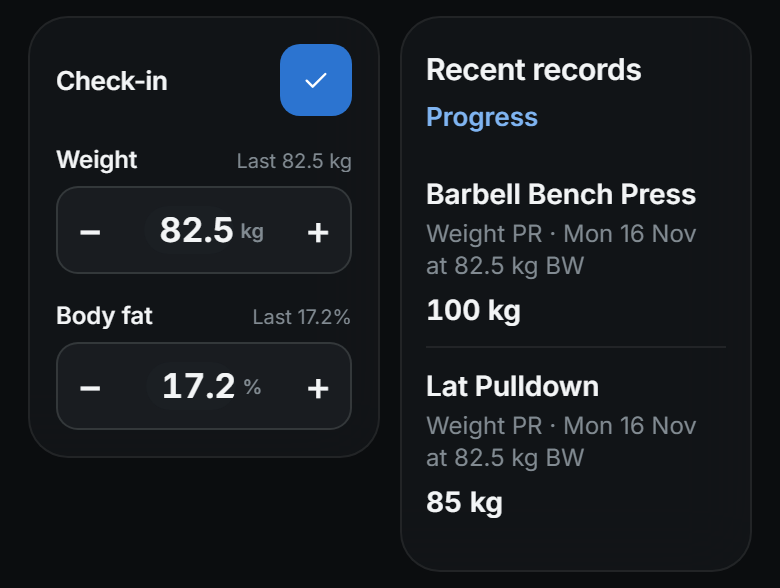 Check-in
Weight
Last 82.5 kg
− 82.5 kg +
Body fat
Last 17.2%
− 17.2 % +
Recent records
Progress
Barbell Bench Press
Weight PR · Mon 16 Nov
at 82.5 kg BW
100 kg
Lat Pulldown
Weight PR · Mon 16 Nov
at 82.5 kg BW
85 kg